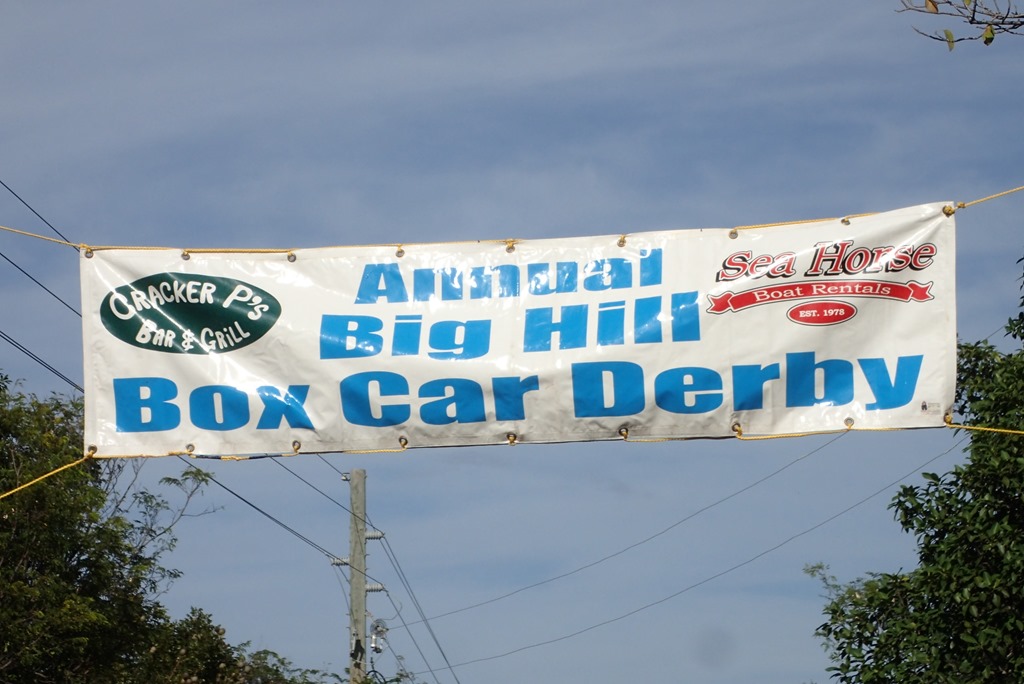 CRACKER P's
BAR & GRILL
Annual
Big Hill
Box Car Derby
Sea Horse
Boat Rentals
EST. 1978